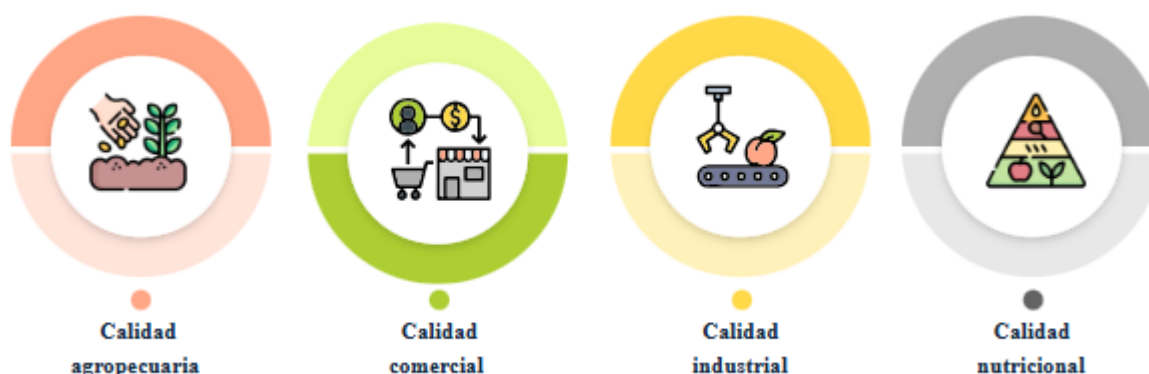 Calidad
agropecuaria
Calidad
comercial
Calidad
industrial
Calidad
nutricional